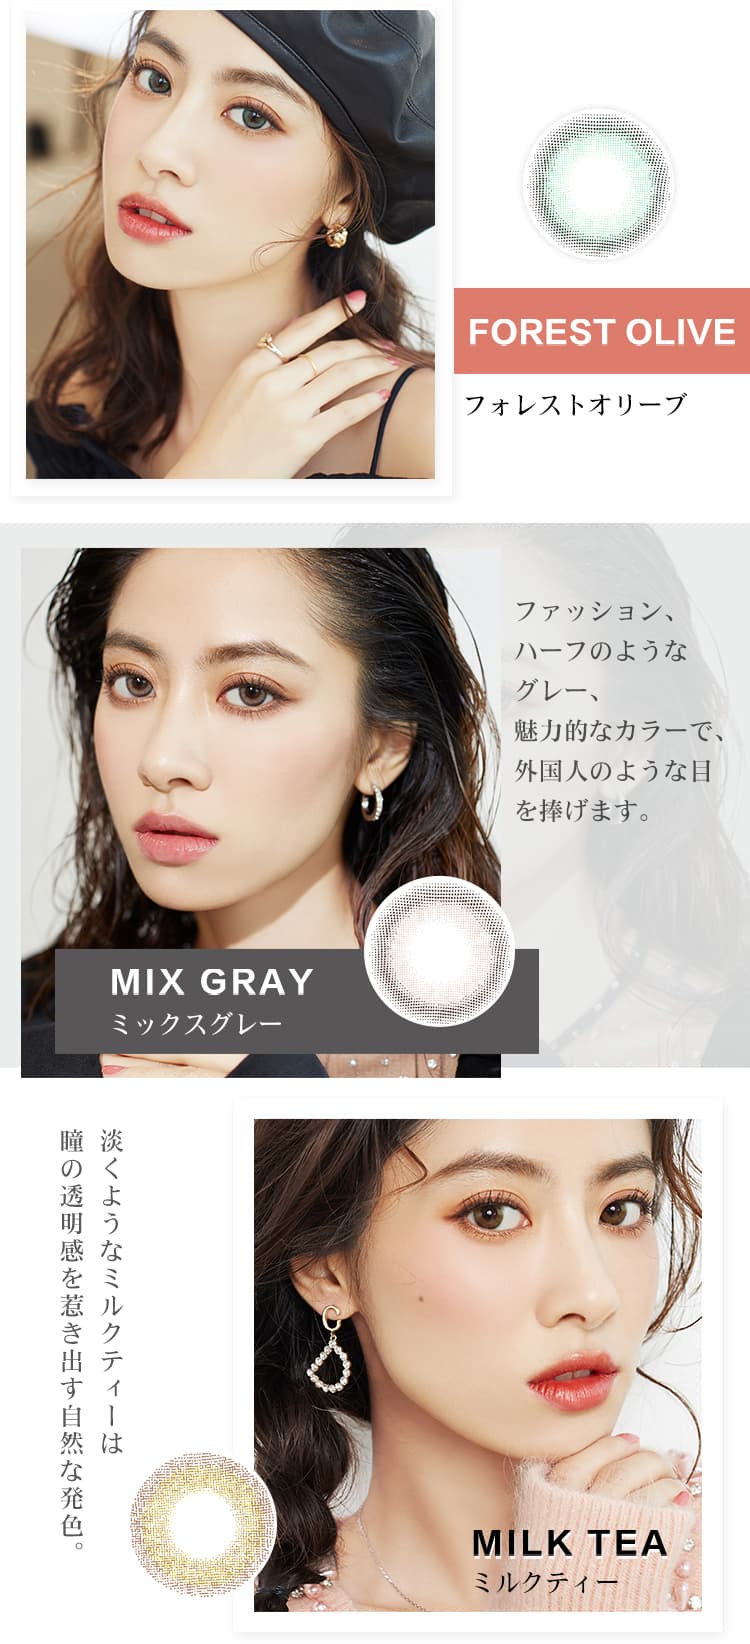 FOREST OLIVE
フォレストオリーブ
ファッション、
ハーフのような
グレー、
魅力的なカラーで、
外国人のような目
を捧げます。
MIX GRAY
ミックスグレー
淡くようなミルクティーは
瞳の透明感を惹き出す自然な発色。
MILK TEA
ミルクティー